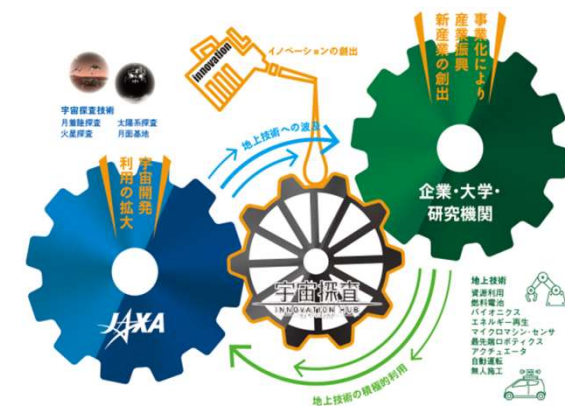 innovation
イノベーションの創出
事業化により
産業振興
新産業の創出
宇宙探査技術
月着陸探査 太陽系探査
火星探査 月面基地
地上技術への波及
宇宙開発
利用の拡大
企業・大学・
研究機関
JAXA
宇宙探査
INNOVATION HUB
地上技術
資源利用
燃料電池
バイオニクス
エネルギー再生
マイクロマシン・センサ
最先端ロボティクス
アクチュエータ
自動運転
無人施工
地上技術の積極的利用